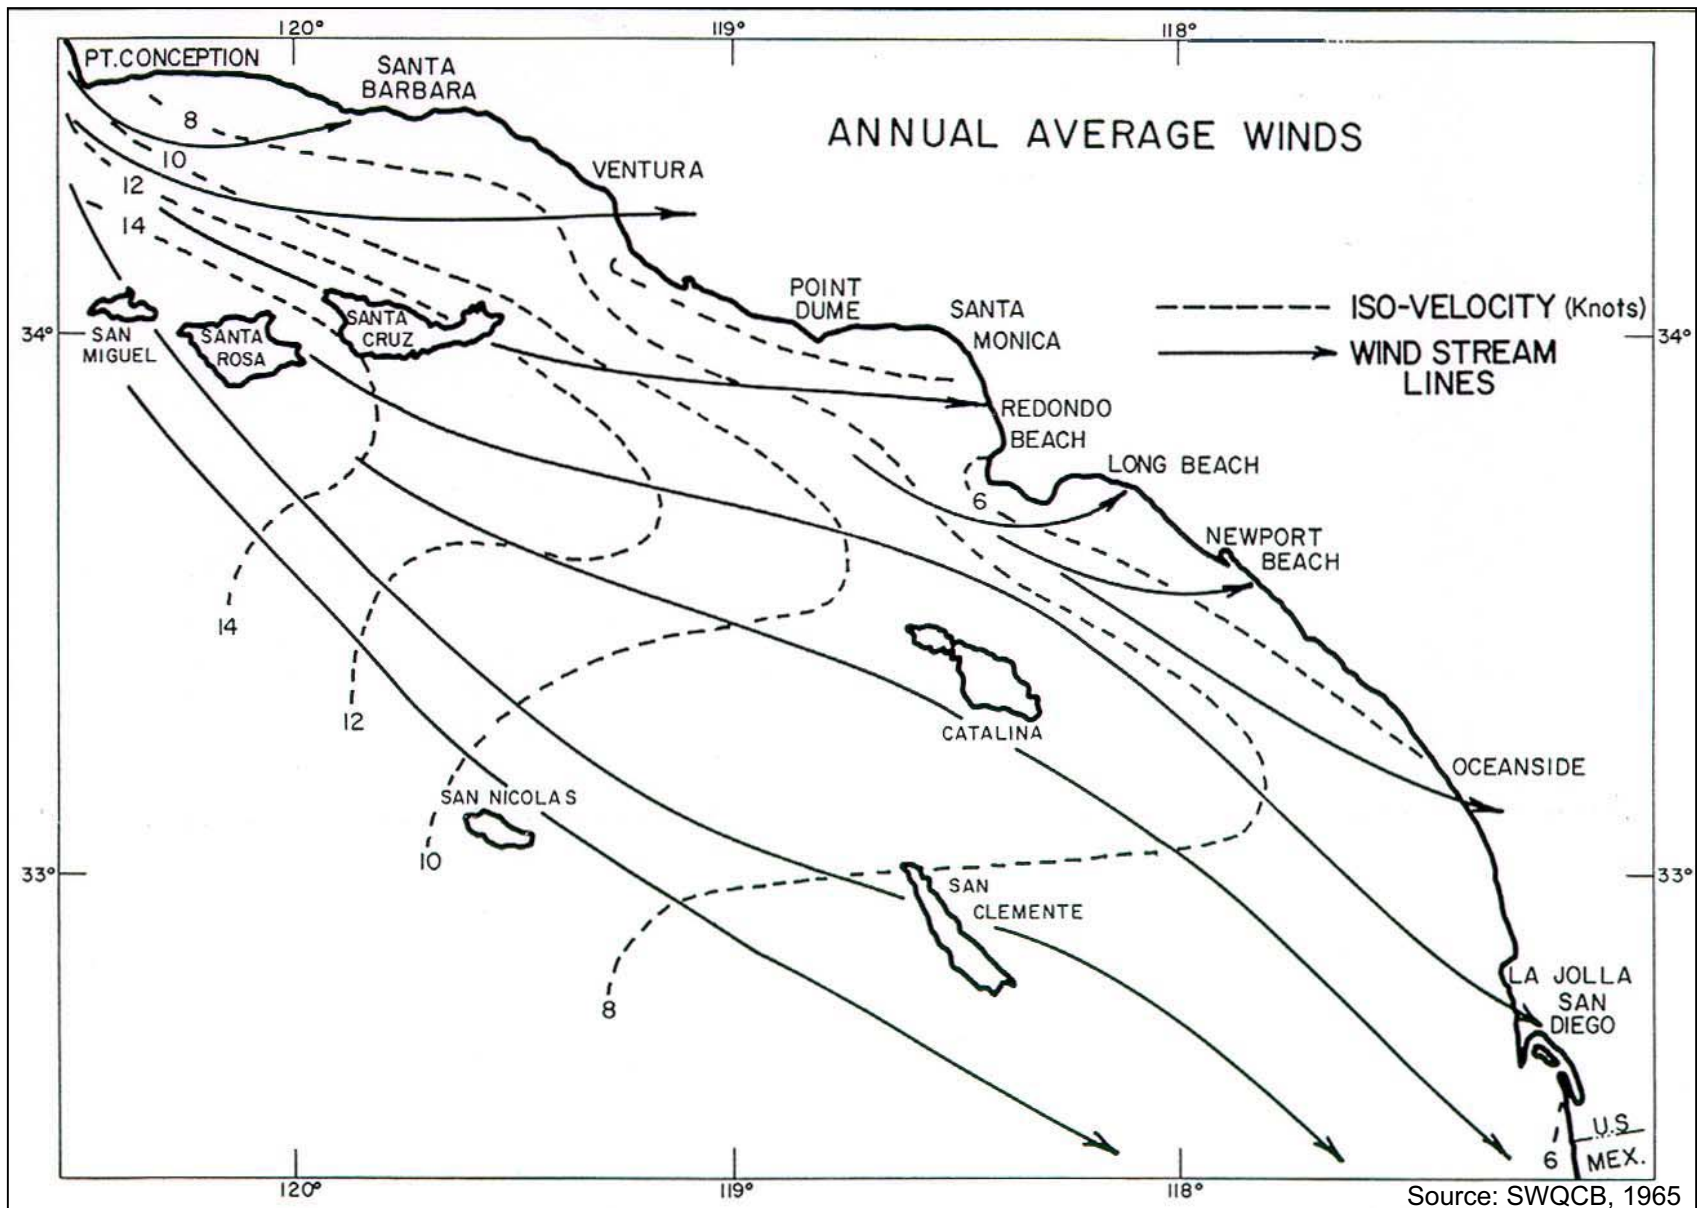 120°
119°
118°
PT. CONCEPTION
SANTA
BARBARA
8
ANNUAL AVERAGE WINDS
10
VENTURA
12
14
POINT
DUME
SANTA
MONICA
ISO-VELOCITY (Knots)
WIND STREAM
LINES
34°
34°
SAN
MIGUEL
SANTA
ROSA
SANTA
CRUZ
REDONDO
BEACH
LONG BEACH
6
NEWPORT
BEACH
14
12
CATALINA
OCEANSIDE
SAN NICOLAS
10
33°
33°
SAN
CLEMENTE
8
LA JOLLA
SAN
DIEGO
U.S
MEX.
6
120°
119°
118°
Source: SWQCB, 1965